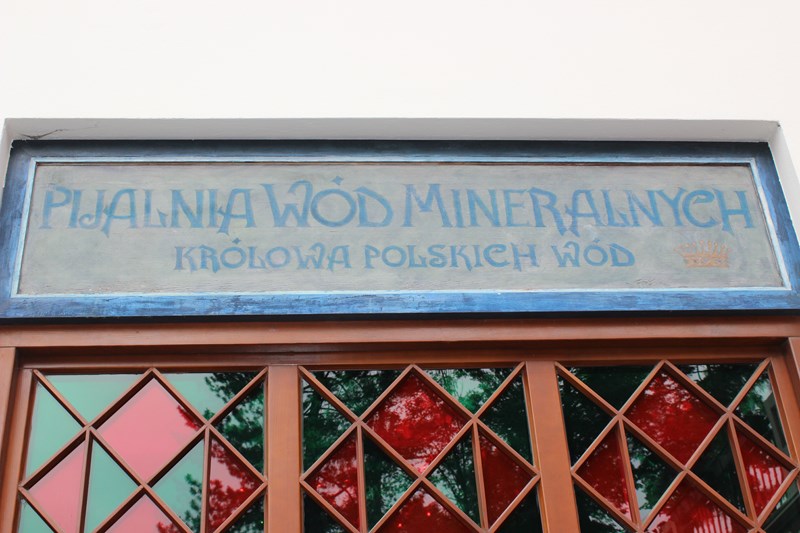 PIJALNIA WÓD MINERALNYCH
KRÓLOWA POLSKICH WÓD